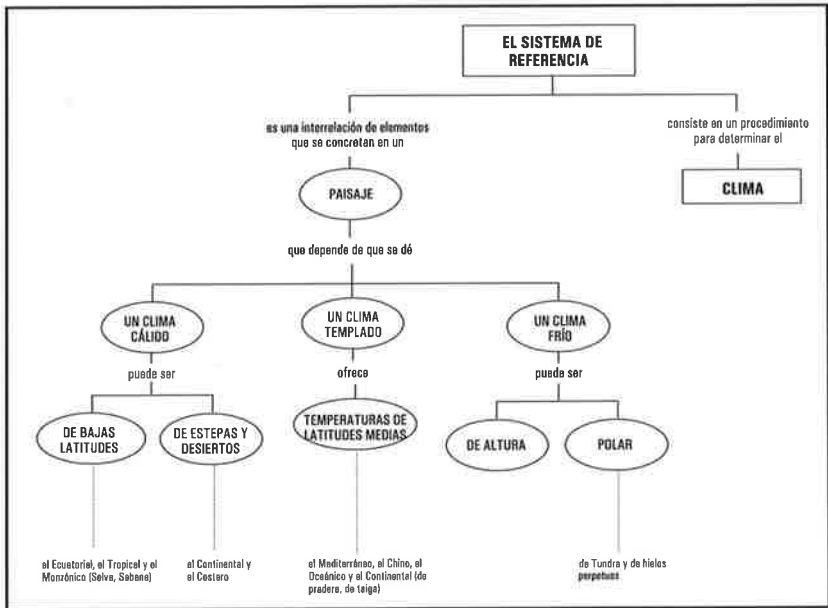 EL SISTEMA DE
REFERENCIA
es una interrelación de elementos
que se concretan en un
consiste en un procedimiento
para determinar el
PAISAJE
CLIMA
que depende de que se dé
UN CLIMA
CÁLIDO
UN CLIMA
TEMPLADO
UN CLIMA
FRÍO
puede ser
ofrece
puede ser
DE BAJAS
LATITUDES
DE ESTEPAS Y
DESIERTOS
TEMPERATURAS DE
LATITUDES MEDIAS
DE ALTURA
POLAR
el Ecuatorial, el Tropical y el
Monzónico (Selva, Sabana)
el Continental y
el Costero
el Mediterráneo, el Chino, el
Oceánico y el Continental (de
pradera, de taiga)
de Tundra y de hielos
perpetuos